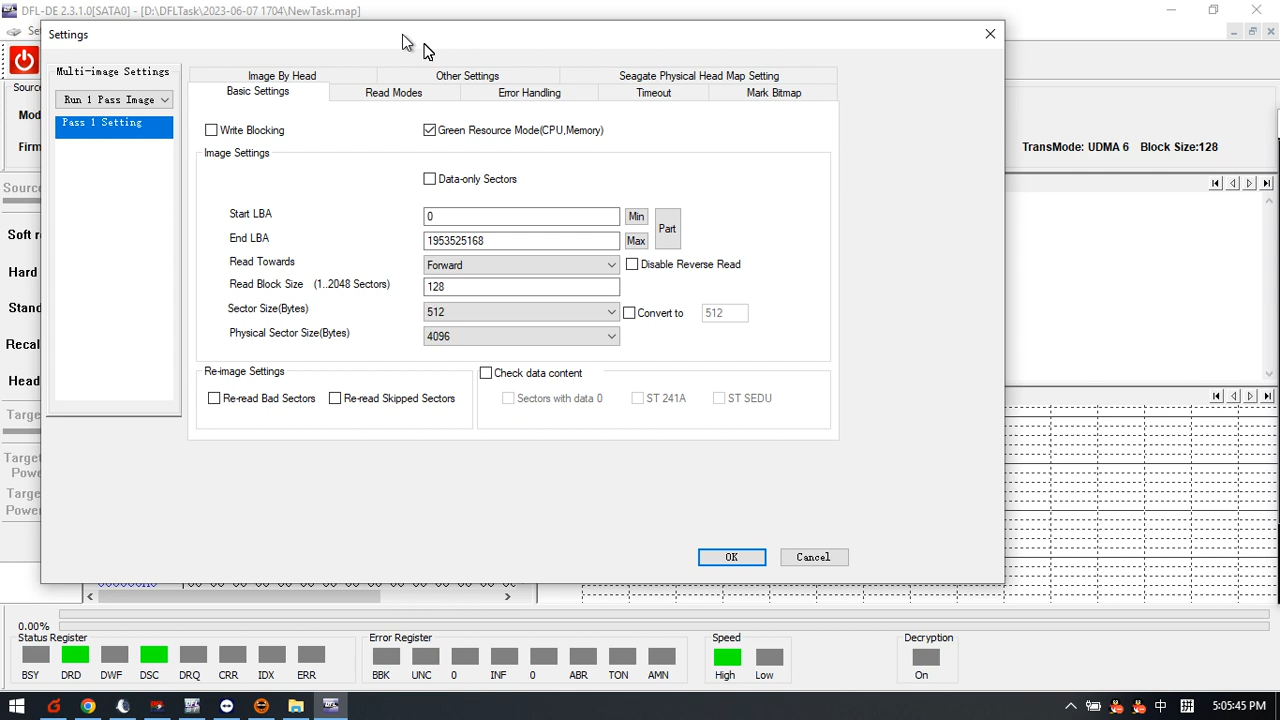 DFL-DE 2.3.1.0[SATA0] - [D:\DFLTask\2023-06-07 1704\NewTask.map]
Settings
Multi-image Settings
Run 1 Pass Image
Pass 1 Setting
Image By Head Other Settings Seagate Physical Head Map Setting
Basic Settings Read Modes Error Handling Timeout Mark Bitmap
Write Blocking Green Resource Mode(CPU,Memory)
Image Settings
Data-only Sectors
Start LBA 0 Min
Part
End LBA 1953525168 Max
Read Towards Forward Disable Reverse Read
Read Block Size (1..2048 Sectors) 128
Sector Size(Bytes) 512 Convert to 512
Physical Sector Size(Bytes) 4096
Re-image Settings Check data content
Re-read Bad Sectors Re-read Skipped Sectors Sectors with data 0 ST 241A ST SEDU
OK Cancel
Sourc
Mod
Firm
TransMode: UDMA 6 Block Size:128
Source
Soft re
Hard
Stand
Recal
Head
Target
Target
Powe
Target
Power
0.00%
Status Register Error Register Speed Decryption
BSY DRD DWF DSC DRQ CRR IDX ERR BBK UNC 0 INF 0 ABR TON AMN High Low On
中 拼 5:05:45 PM